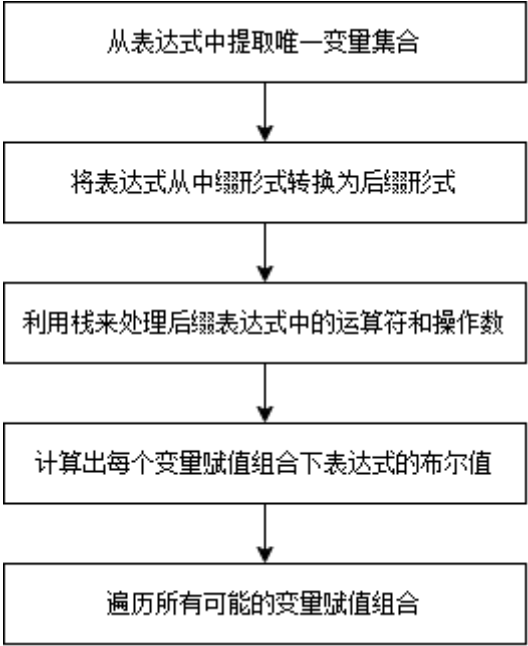 从表达式中提取唯一变量集合
将表达式从中缀形式转换为后缀形式
利用栈来处理后缀表达式中的运算符和操作数
计算出每个变量赋值组合下表达式的布尔值
遍历所有可能的变量赋值组合